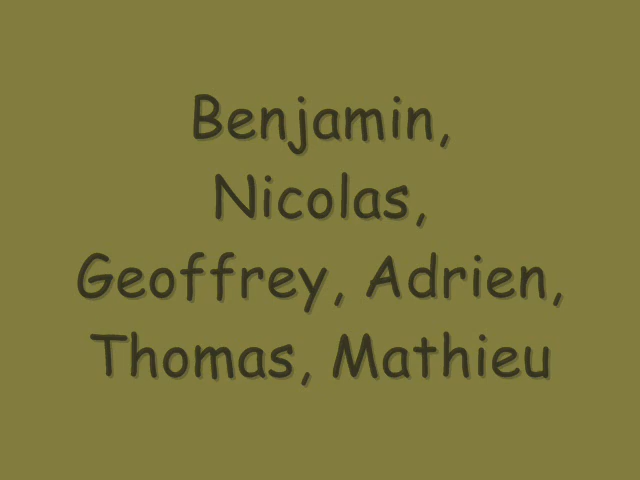 Benjamin,
Nicolas,
Geoffrey, Adrien,
Thomas, Mathieu